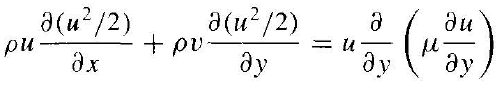 ρu ∂(u²/2)/∂x + ρv ∂(u²/2)/∂y = u ∂/∂y (μ ∂u/∂y)